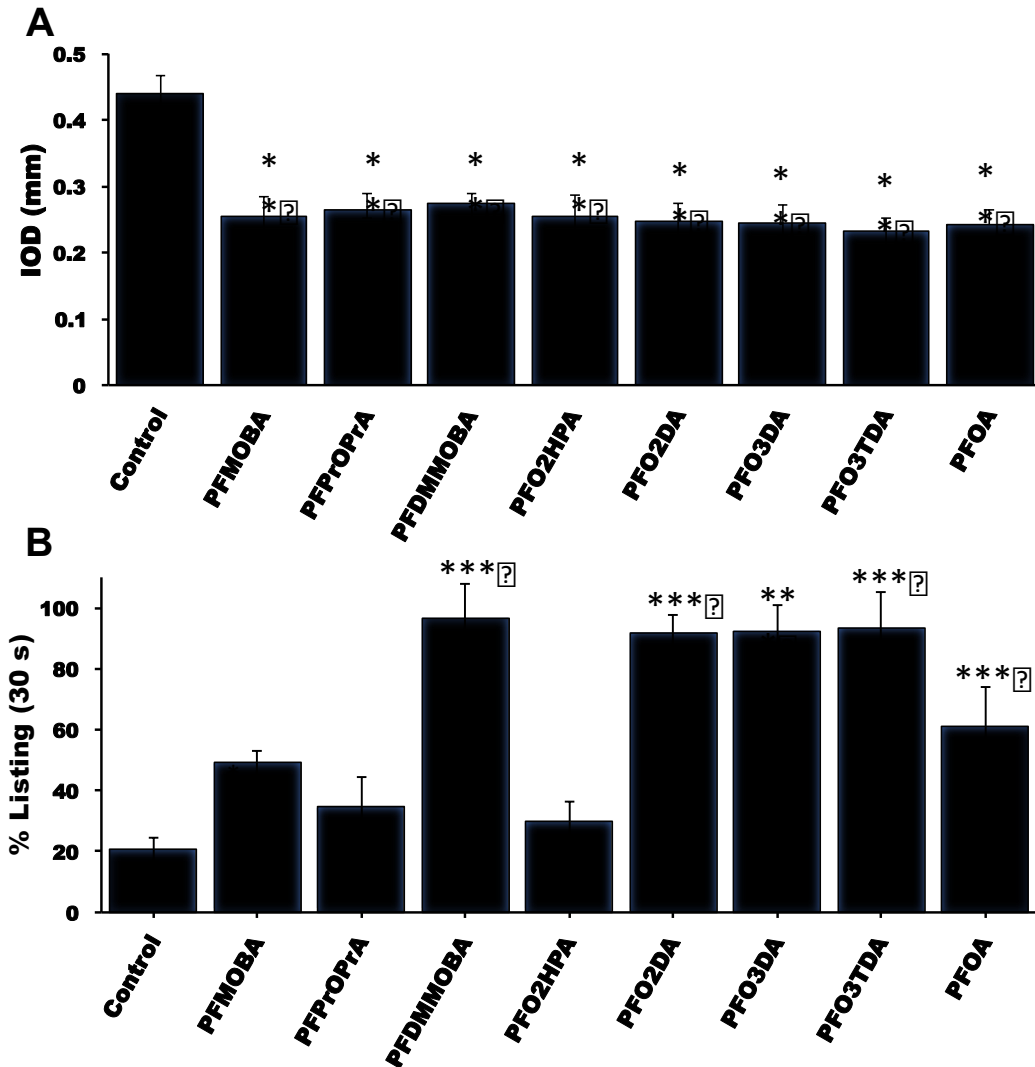 A
0.5
0.4
0.3
0.2
0.1
0
IOD (mm)
* * * * * * * *
*⍰ *⍰ *⍰ *⍰ *⍰ *⍰ *⍰ *⍰
Control PFMOBA PFPrOPrA PFDMMOBA PFO2HPA PFO2DA PFO3DA PFO3TDA PFOA
B
100
80
60
40
20
0
% Listing (30 s)
***⍰ ***⍰ ** ***⍰ ***⍰
Control PFMOBA PFPrOPrA PFDMMOBA PFO2HPA PFO2DA PFO3DA PFO3TDA PFOA